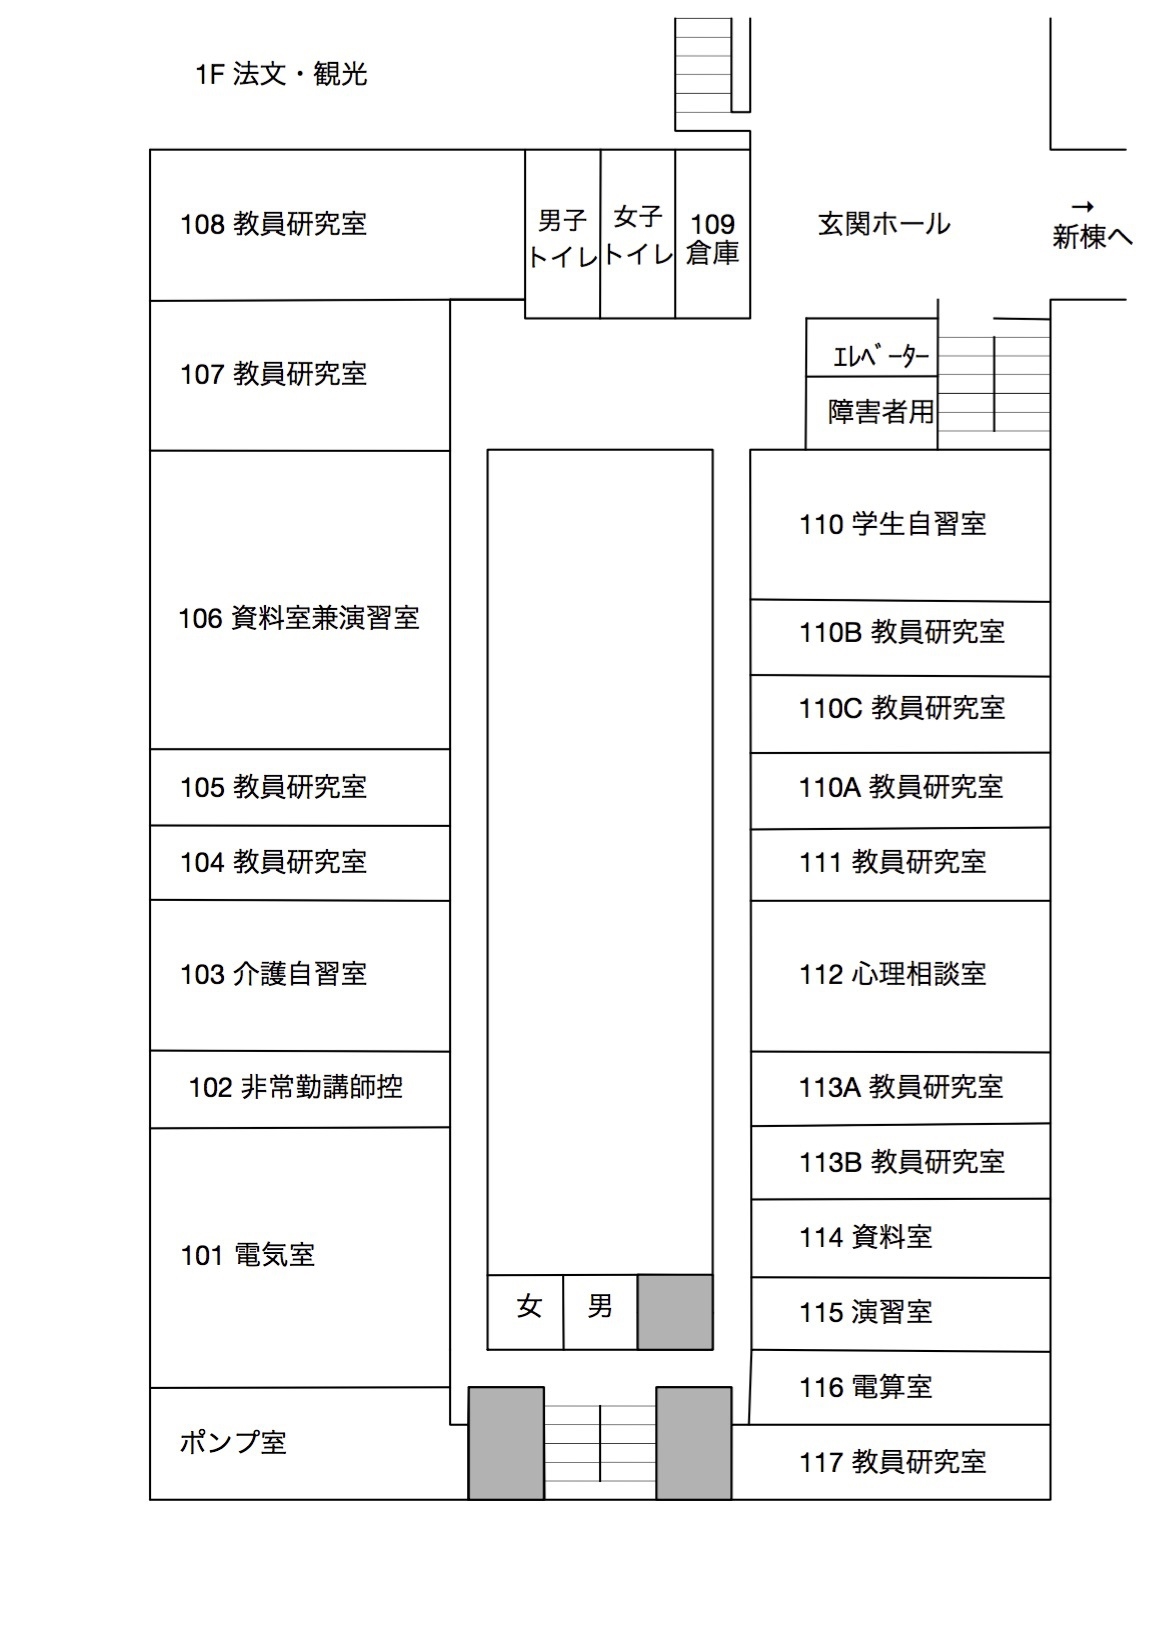 1F 法文・観光
108 教員研究室
男子
トイレ
女子
トイレ
109
倉庫
玄関ホール
→
新棟へ
107 教員研究室
ｴﾚﾍﾞｰﾀｰ
障害者用
106 資料室兼演習室
110 学生自習室
110B 教員研究室
110C 教員研究室
105 教員研究室
110A 教員研究室
104 教員研究室
111 教員研究室
103 介護自習室
112 心理相談室
102 非常勤講師控
113A 教員研究室
113B 教員研究室
101 電気室
114 資料室
女
男
115 演習室
116 電算室
ポンプ室
117 教員研究室